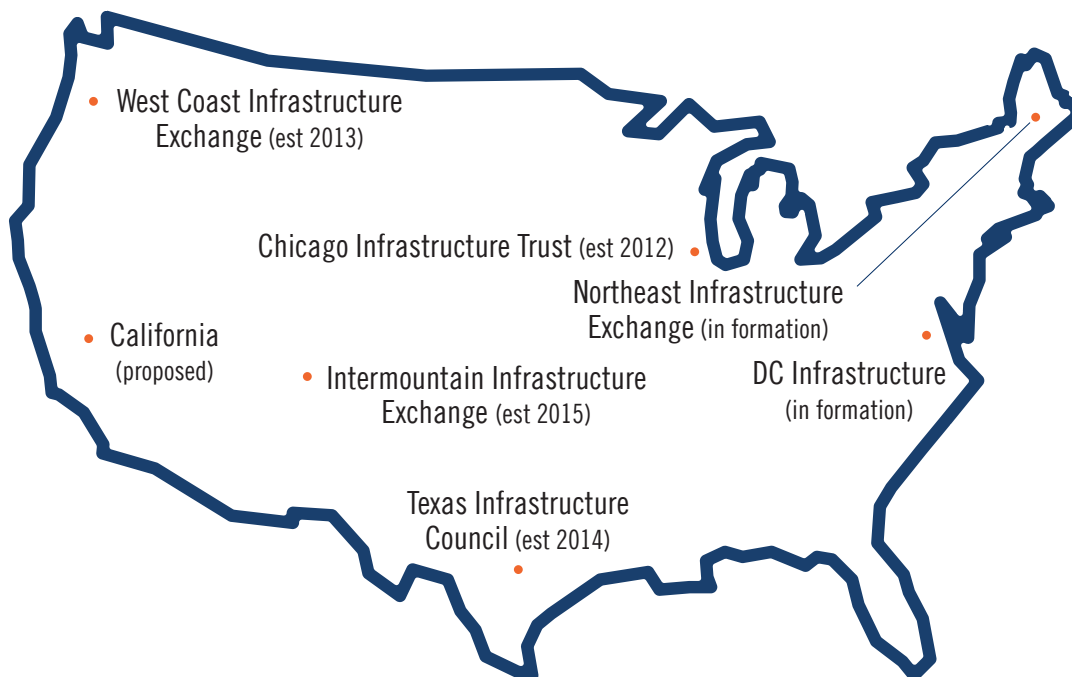 West Coast Infrastructure
Exchange (est 2013)
Chicago Infrastructure Trust (est 2012)
Northeast Infrastructure
Exchange (in formation)
California
(proposed)
Intermountain Infrastructure
Exchange (est 2015)
DC Infrastructure
(in formation)
Texas Infrastructure
Council (est 2014)